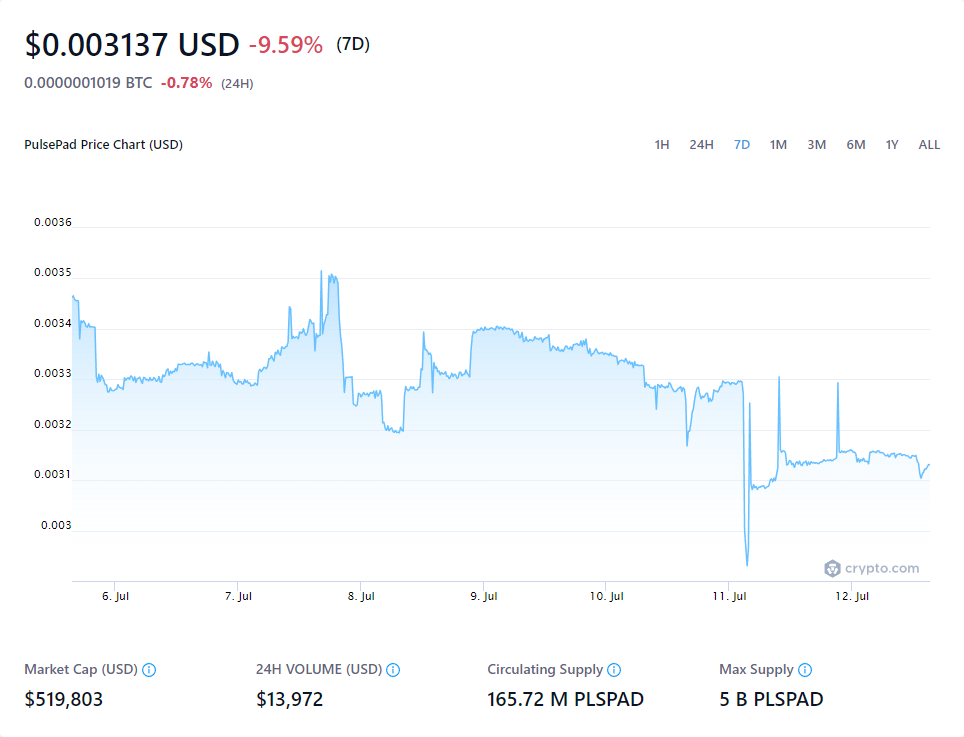 $0.003137 USD -9.59% (7D)
0.0000001019 BTC -0.78% (24H)
PulsePad Price Chart (USD) 1H 24H 7D 1M 3M 6M 1Y ALL
0.0036
0.0035
0.0034
0.0033
0.0032
0.0031
0.003
crypto.com
6. Jul 7. Jul 8. Jul 9. Jul 10. Jul 11. Jul 12. Jul
Market Cap (USD) 24H VOLUME (USD) Circulating Supply Max Supply
$519,803 $13,972 165.72 M PLSPAD 5 B PLSPAD